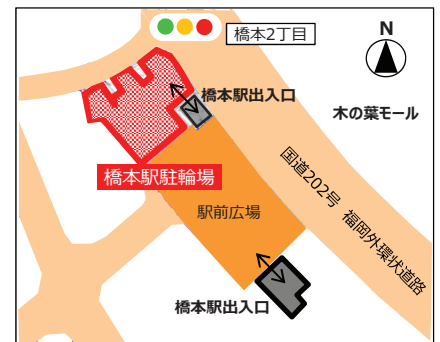 橋本2丁目
N
橋本駅出入口
木の葉モール
橋本駅駐輪場
国道202号 福岡外環状道路
駅前広場
橋本駅出入口